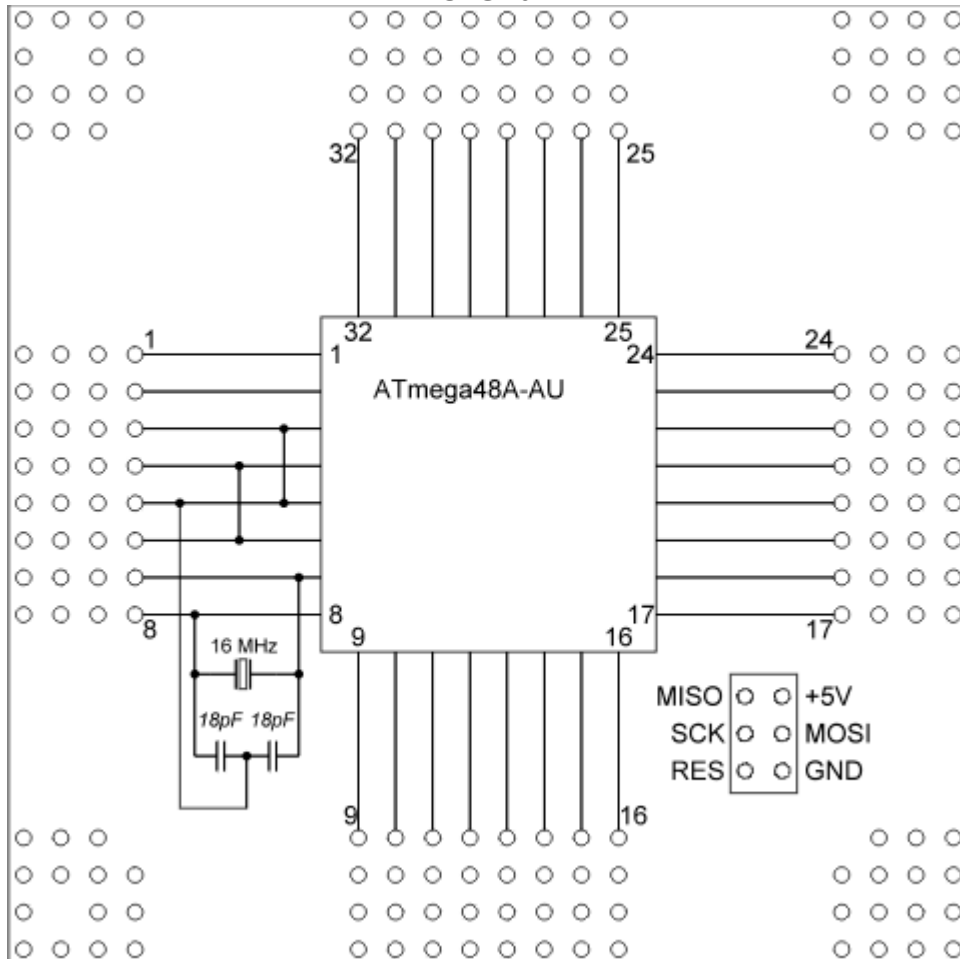 32 25
32 25
1 24
1 24
ATmega48A-AU
8 8 17 17
9 16
16 MHz
MISO +5V
18pF 18pF
SCK MOSI
RES GND
9 16